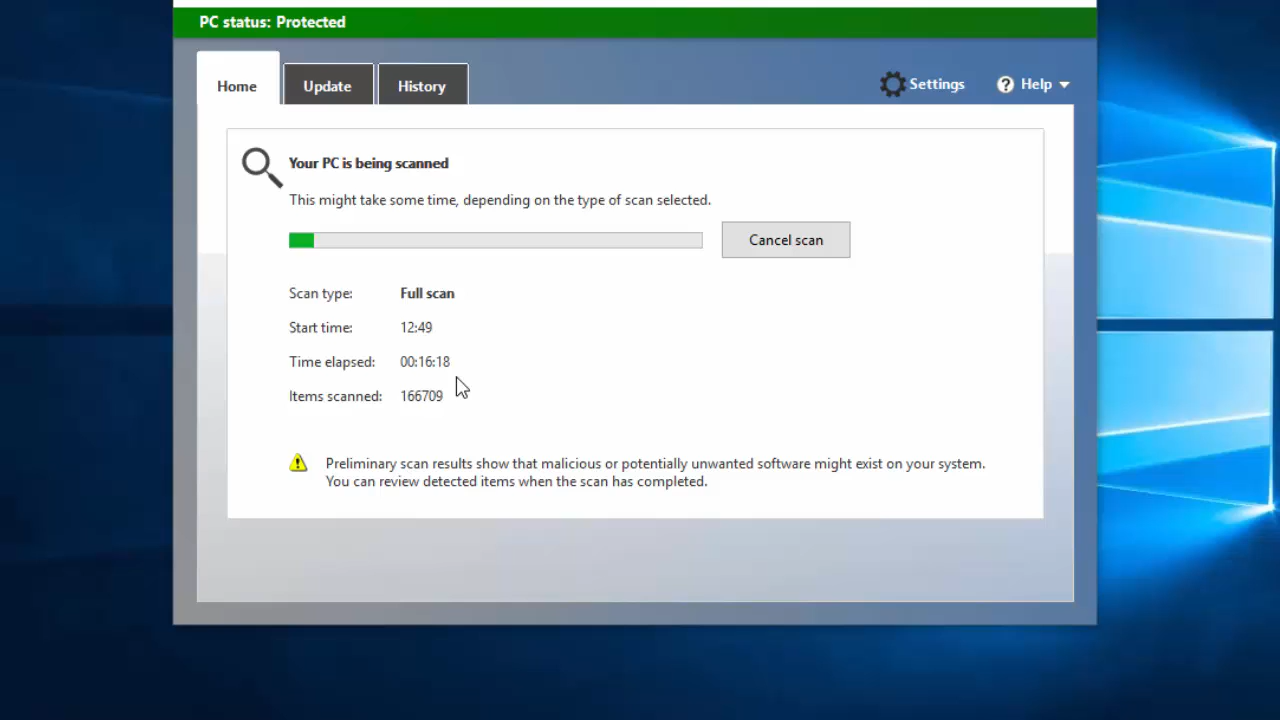 PC status: Protected
Home
Update
History
Settings
? Help
Your PC is being scanned
This might take some time, depending on the type of scan selected.
Cancel scan
Scan type: Full scan
Start time: 12:49
Time elapsed: 00:16:18
Items scanned: 166709
Preliminary scan results show that malicious or potentially unwanted software might exist on your system.
You can review detected items when the scan has completed.